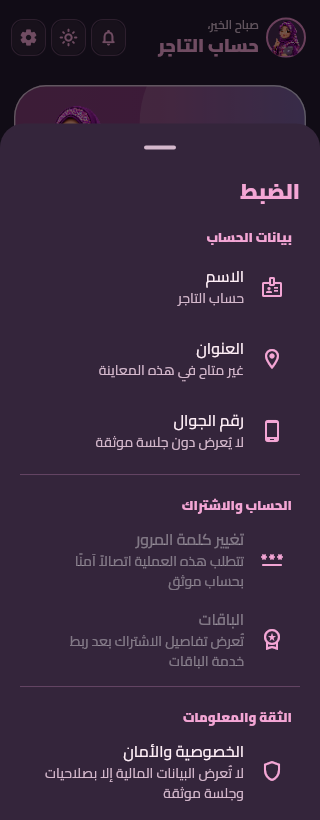 صباح الخير،
حساب التاجر
الضبط
بيانات الحساب
الاسم
حساب التاجر
العنوان
غير متاح في هذه المعاينة
رقم الجوال
لا يُعرض دون جلسة موثقة
الحساب والاشتراك
تغيير كلمة المرور
تتطلب هذه العملية اتصالاً آمنًا
بحساب موثق
الباقات
تُعرض تفاصيل الاشتراك بعد ربط
خدمة الباقات
الثقة والمعلومات
الخصوصية والأمان
لا تُعرض البيانات المالية إلا بصلاحيات
وجلسة موثقة